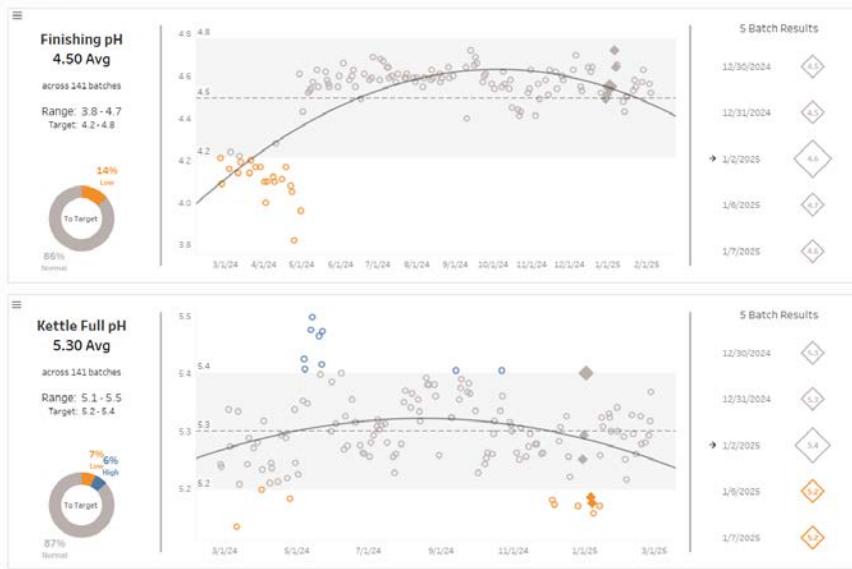 Finishing pH
4.50 Avg
across 141 batches
Range: 3.8 - 4.7
Target: 4.2 - 4.8
14%
Low
To Target
86%
Normal
4.8
4.8
4.6
4.5
4.4
4.2
4.2
4.0
3.8
3/1/24 4/1/24 5/1/24 6/1/24 7/1/24 8/1/24 9/1/24 10/1/24 11/1/24 12/1/24 1/1/25 2/1/25
5 Batch Results
12/30/2024 4.5
12/31/2024 4.5
1/2/2025 4.6
1/6/2025 4.7
1/7/2025 4.6
Kettle Full pH
5.30 Avg
across 141 batches
Range: 5.1 - 5.5
Target: 5.2 - 5.4
7%
Low
6%
High
To Target
87%
Normal
5.5
5.4
5.4
5.3
5.3
5.2
5.2
3/1/24 5/1/24 7/1/24 9/1/24 11/1/24 1/1/25 3/1/25
5 Batch Results
12/30/2024 5.3
12/31/2024 5.3
1/2/2025 5.4
1/6/2025 5.2
1/7/2025 5.2